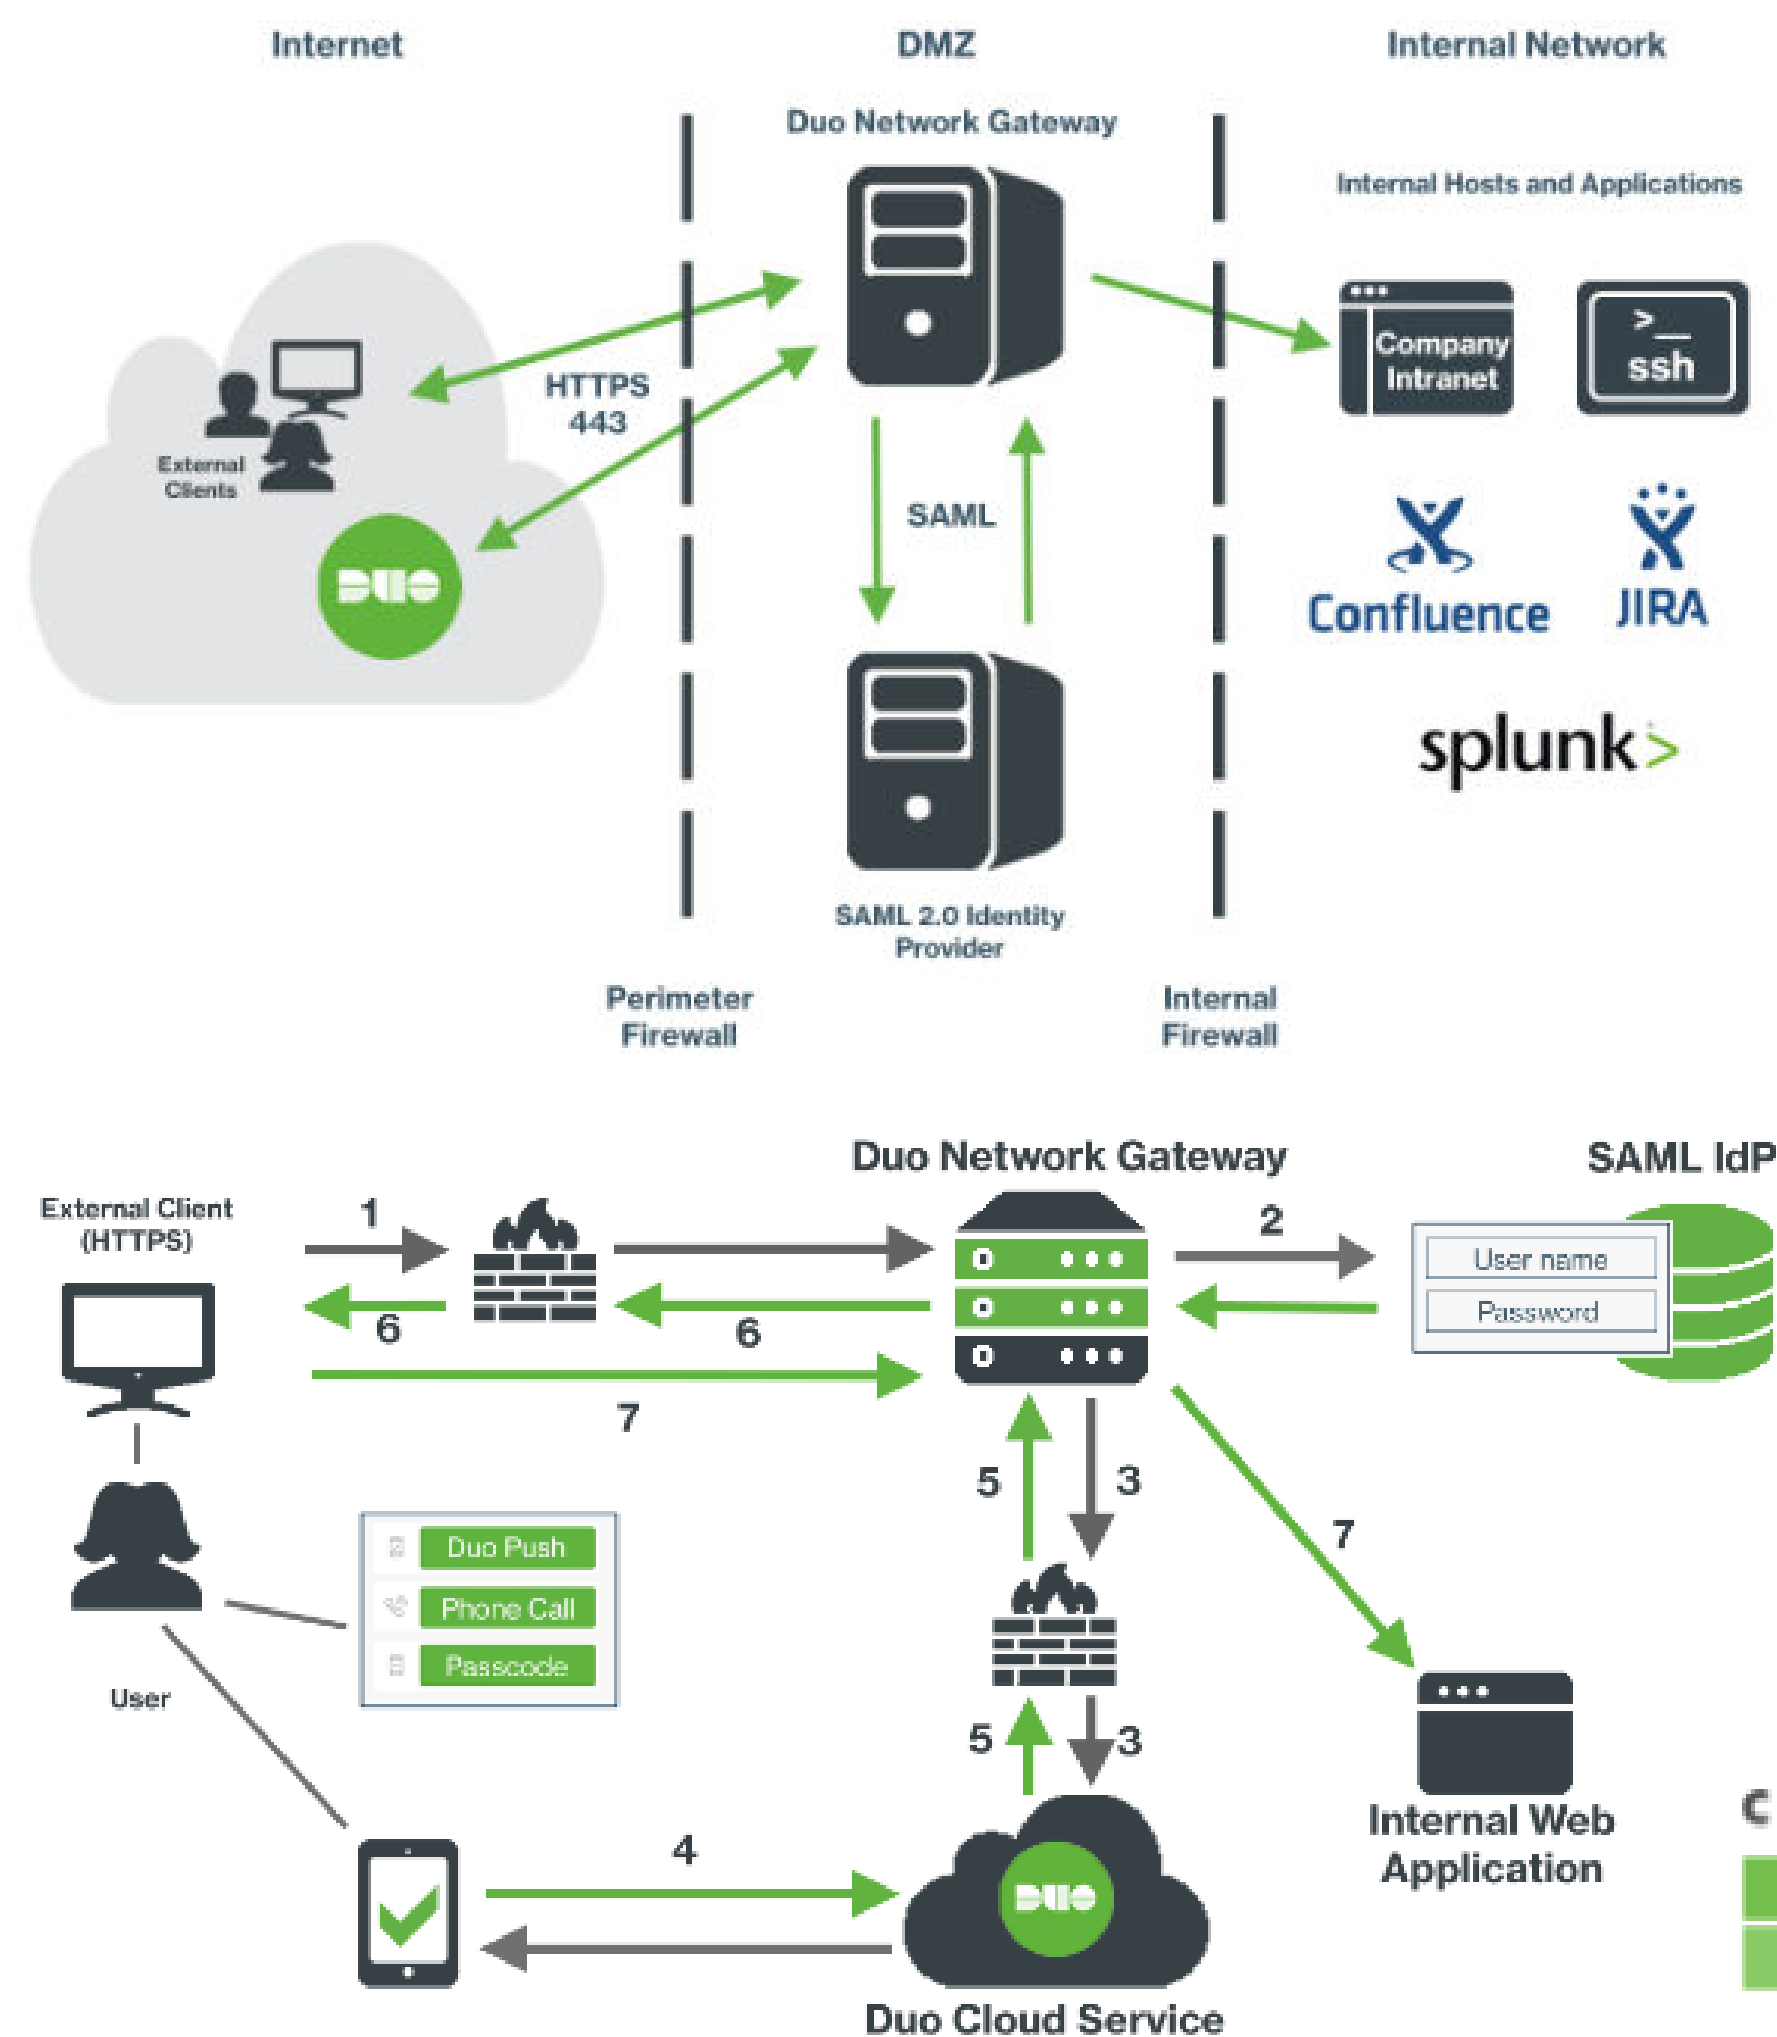 Internet
DMZ
Internal Network
Duo Network Gateway
Internal Hosts and Applications
Company
Intranet
>_
ssh
HTTPS
443
External
Clients
DUO
SAML
Confluence
JIRA
splunk>
SAML 2.0 Identity
Provider
Perimeter
Firewall
Internal
Firewall
Duo Network Gateway
SAML IdP
External Client
(HTTPS)
1
2
User name
Password
6
6
7
5
3
7
Duo Push
Phone Call
Passcode
User
5
3
4
Internal Web
Application
C
DUO
Duo Cloud Service